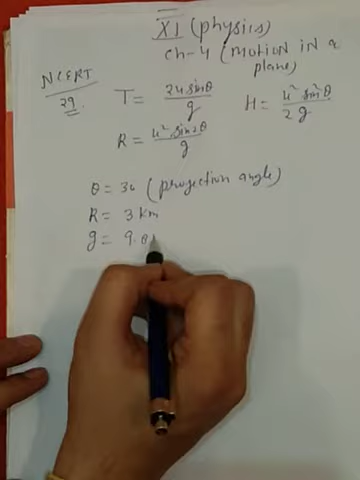 XI (physics)
Ch-4 (motion in a plane)
NCERT
29
T = 2u sinθ / g
H = u² sin²θ / 2g
R = u² sin2θ / g
θ = 30 (projection angle)
R = 3 km
g = 9.8